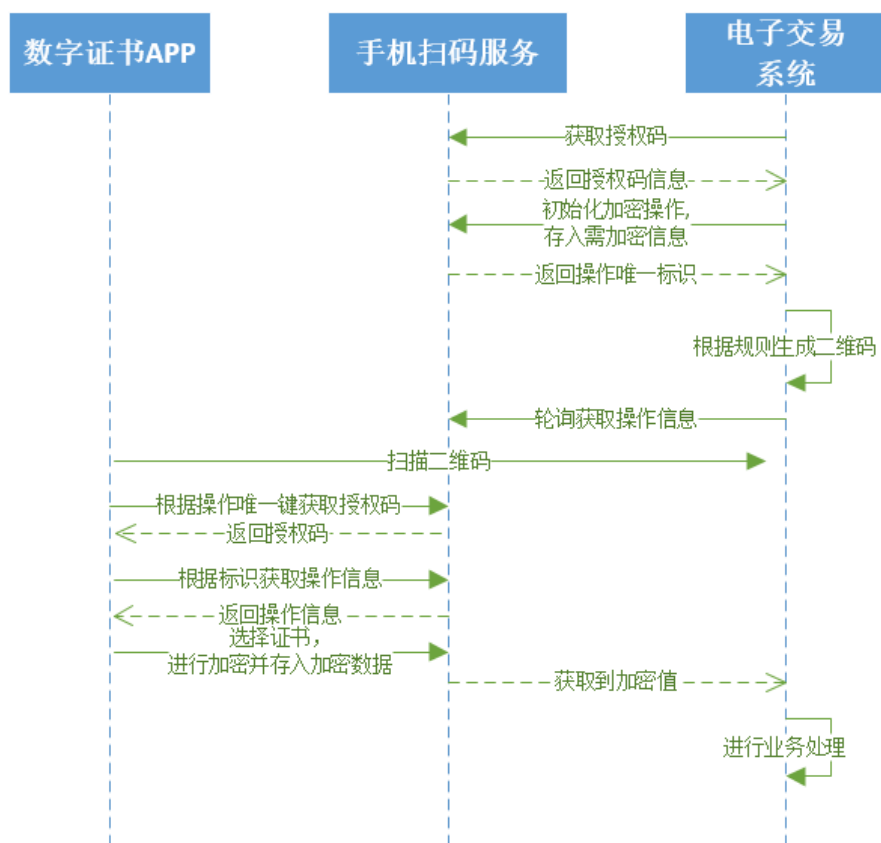 数字证书APP
手机扫码服务
电子交易
系统
获取授权码
返回授权码信息
初始化加密操作,
存入需加密信息
返回操作唯一标识
根据规则生成二维码
轮询获取操作信息
扫描二维码
根据操作唯一键获取授权码
返回授权码
根据标识获取操作信息
返回操作信息
选择证书，
进行加密并存入加密数据
获取到加密值
进行业务处理